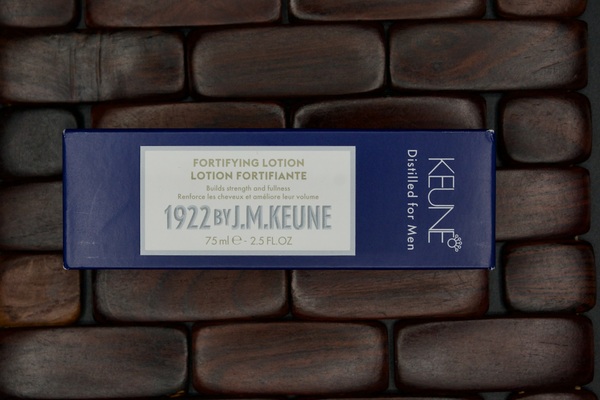 FORTIFYING LOTION
LOTION FORTIFIANTE
Builds strength and fullness
Renforce les cheveux et améliore leur volume
1922 BY J.M.KEUNE
75 ml ℮ - 2.5 FL.OZ
KEUNE
Distilled for Men